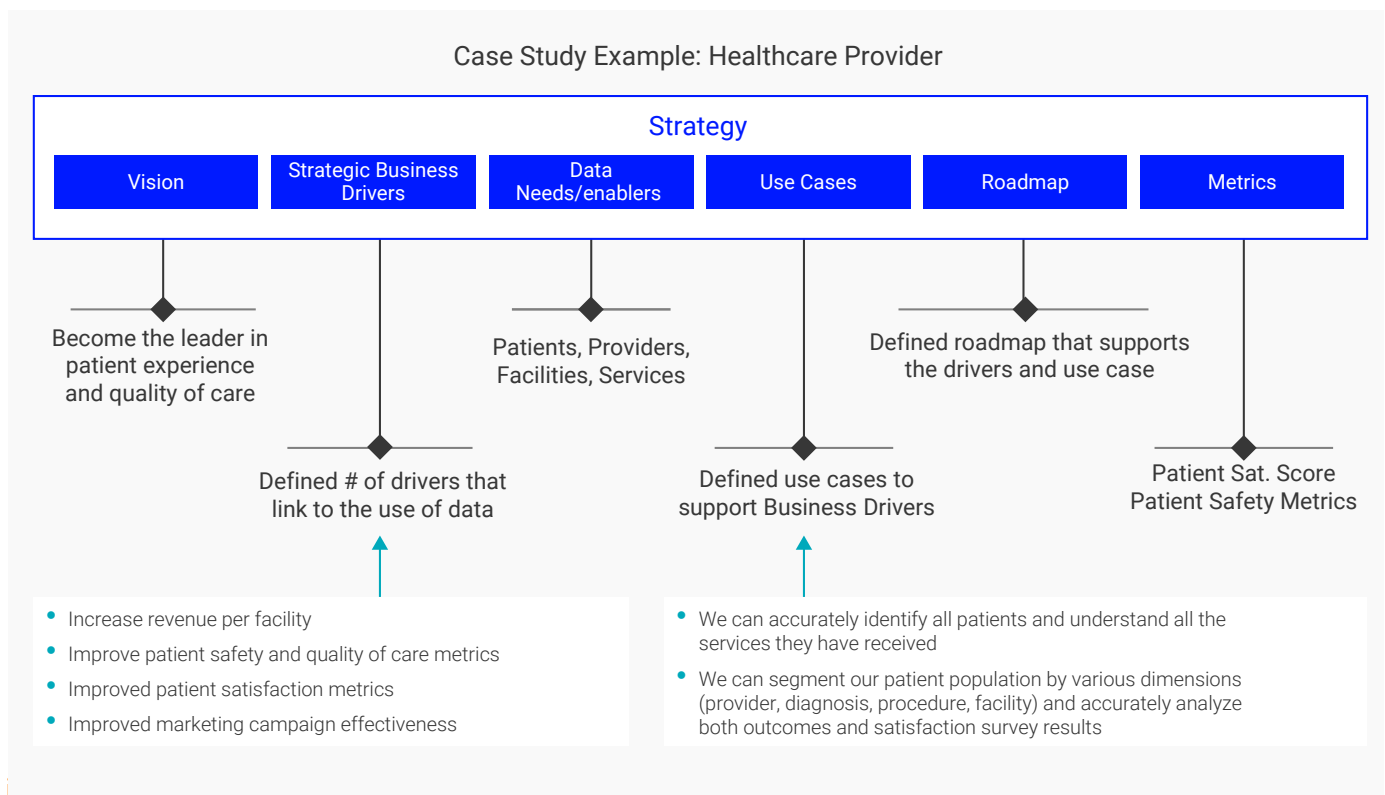 Case Study Example: Healthcare Provider
Strategy
Vision
Strategic Business
Drivers
Data
Needs/enablers
Use Cases
Roadmap
Metrics
Become the leader in
patient experience
and quality of care
Patients, Providers,
Facilities, Services
Defined roadmap that supports
the drivers and use case
Defined # of drivers that
link to the use of data
Defined use cases to
support Business Drivers
Patient Sat. Score
Patient Safety Metrics
• Increase revenue per facility
• Improve patient safety and quality of care metrics
• Improved patient satisfaction metrics
• Improved marketing campaign effectiveness
• We can accurately identify all patients and understand all the
services they have received
• We can segment our patient population by various dimensions
(provider, diagnosis, procedure, facility) and accurately analyze
both outcomes and satisfaction survey results